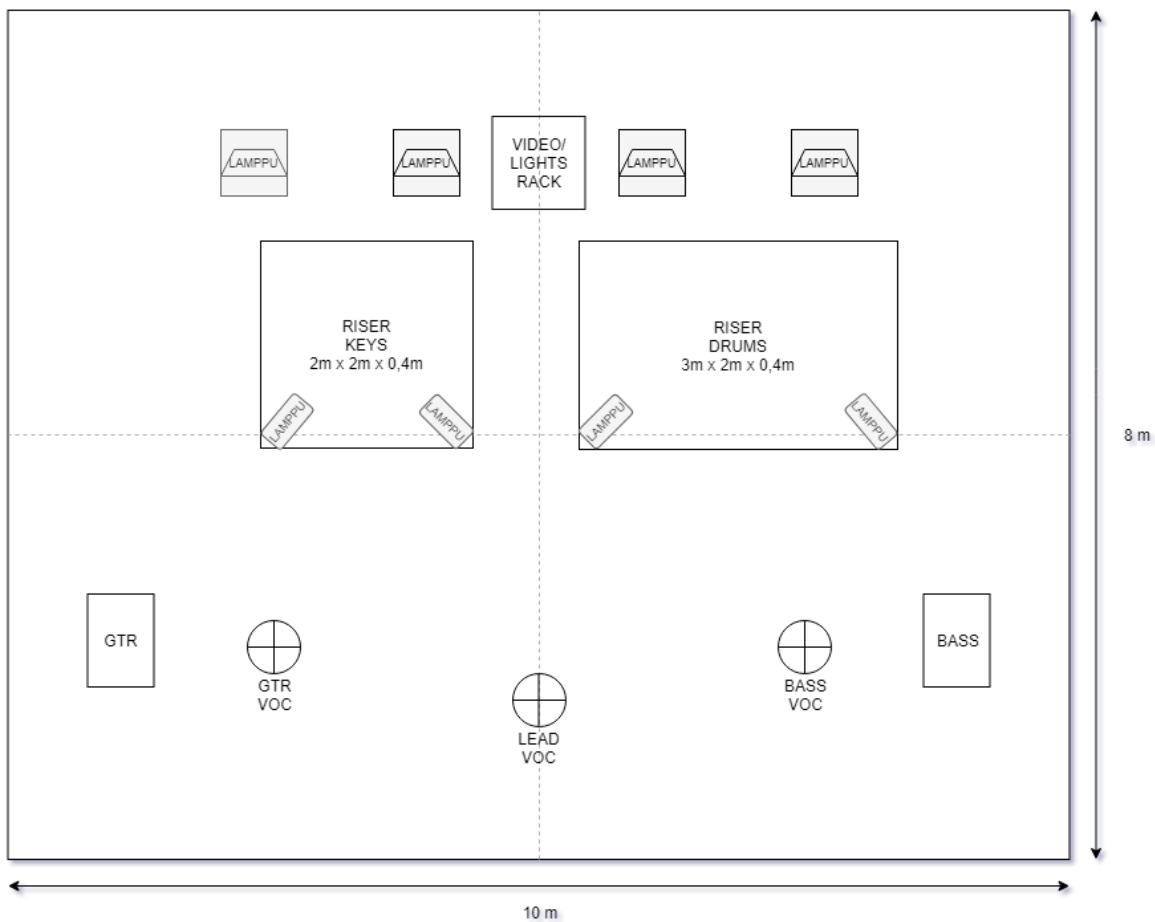 VIDEO/
LIGHTS
RACK
LAMPPU
LAMPPU
LAMPPU
LAMPPU
RISER
KEYS
2m x 2m x 0,4m
RISER
DRUMS
3m x 2m x 0,4m
LAMPPU
LAMPPU
LAMPPU
LAMPPU
8 m
GTR
GTR
VOC
LEAD
VOC
BASS
VOC
BASS
10 m